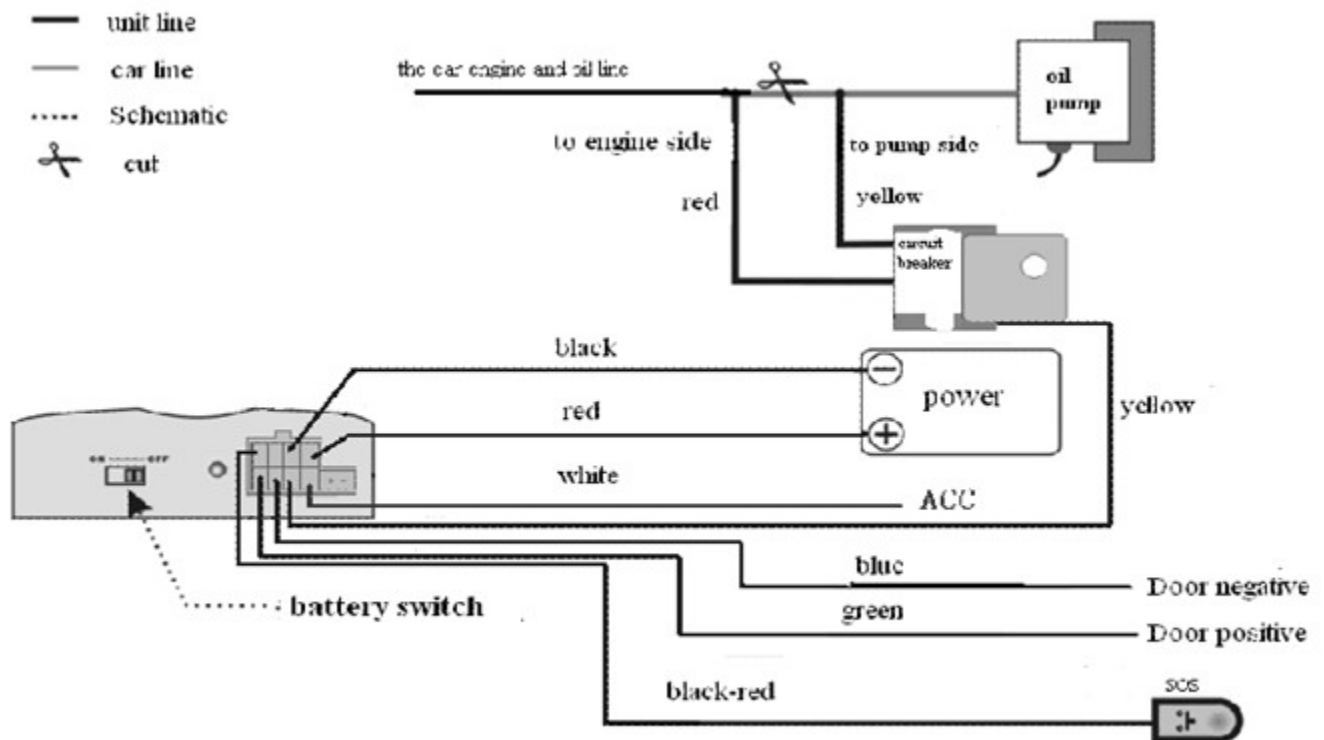 unit line
car line
Schematic
cut
the car engine and oil line
oil
pump
to engine side
to pump side
red
yellow
circuit
breaker
black
power
red
yellow
ON
OFF
white
ACC
blue
Door negative
battery switch
green
Door positive
black-red
SOS